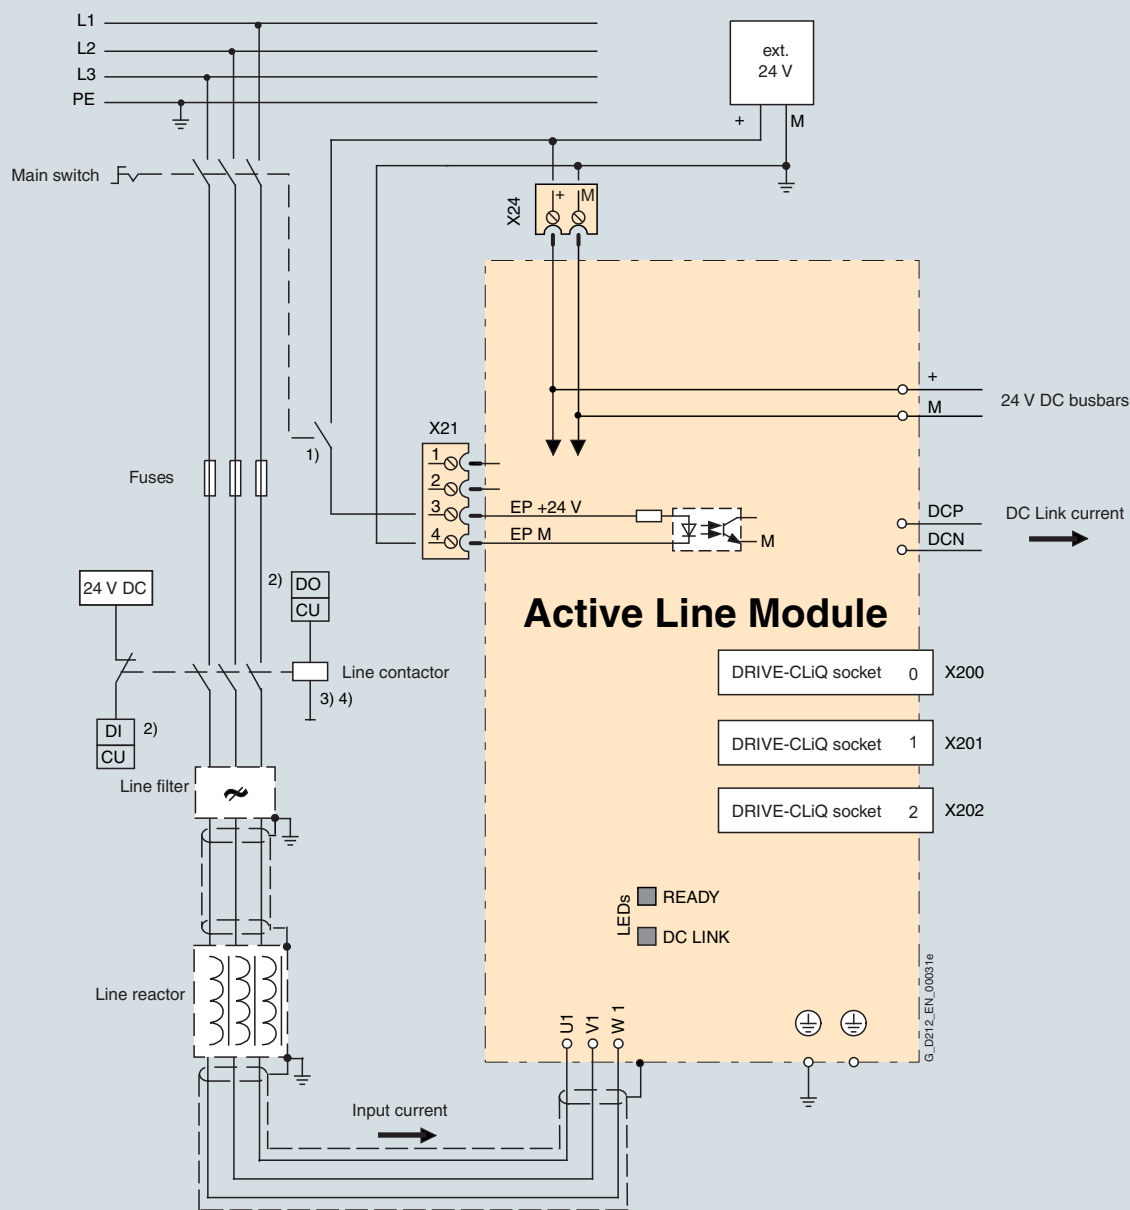 L1
L2
L3
PE
ext.
24 V
+ M
Main switch
X24
+ M
+
M
24 V DC busbars
X21
1)
1
2
3
4
Fuses
EP +24 V
EP M
M
DCP
DCN
DC Link current
24 V DC
2) DO
CU
Active Line Module
Line contactor
3) 4)
DI 2)
CU
DRIVE-CLiQ socket 0 X200
DRIVE-CLiQ socket 1 X201
DRIVE-CLiQ socket 2 X202
Line filter
LEDs
READY
DC LINK
Line reactor
U1
V1
W 1
G_D212_EN_00031e
Input current